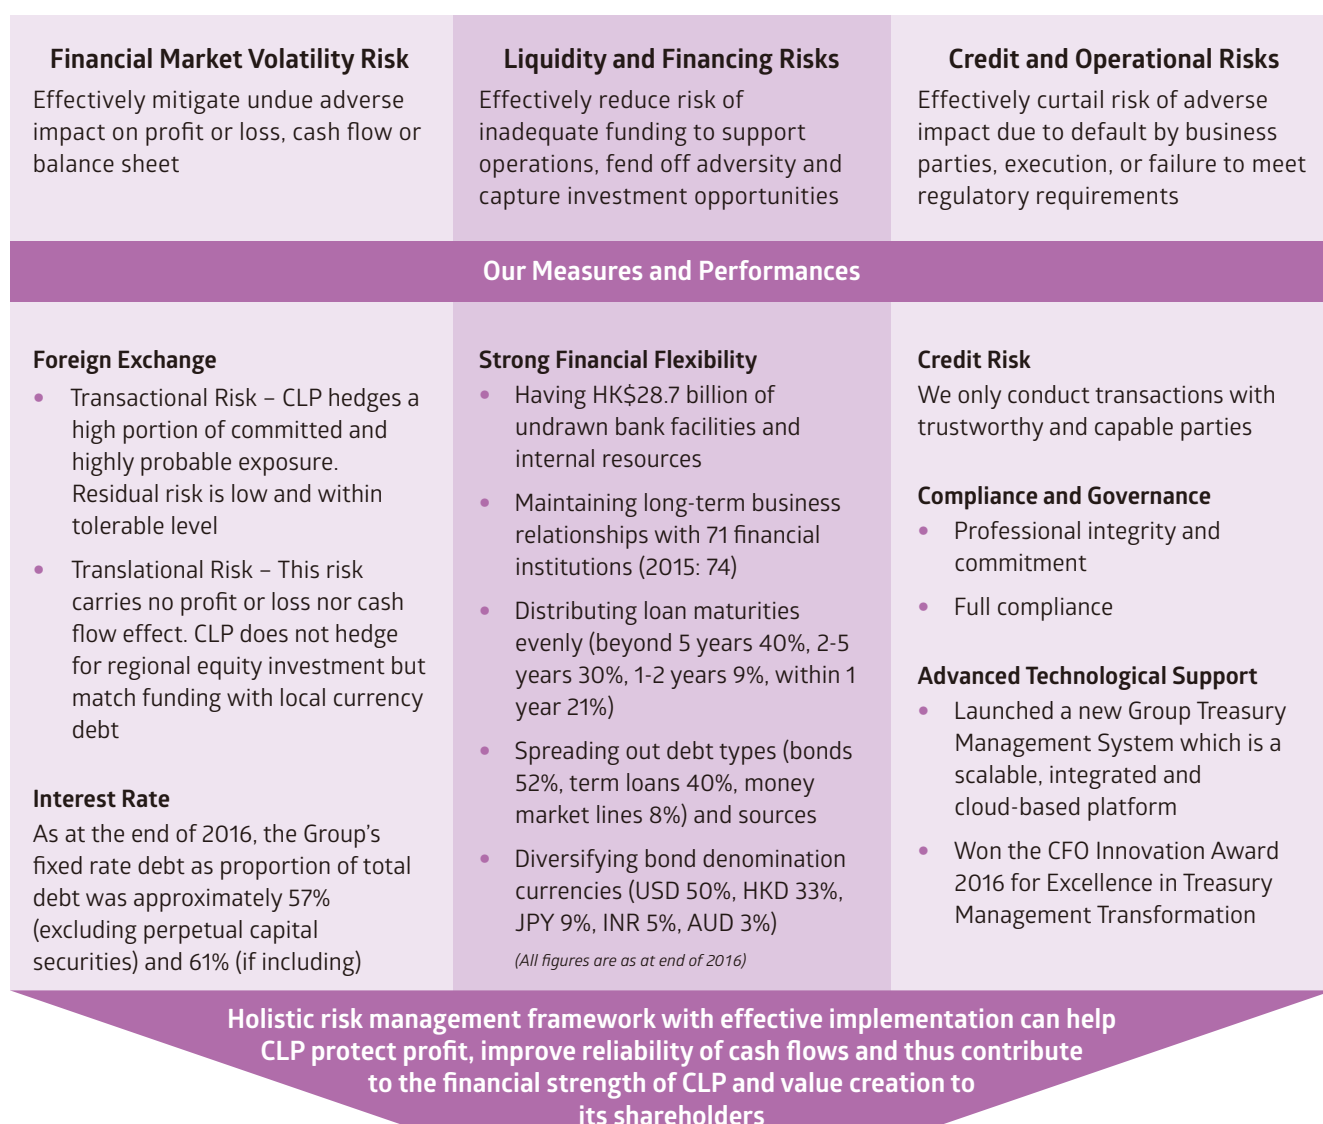 Financial Market Volatility Risk
Effectively mitigate undue adverse
impact on profit or loss, cash flow or
balance sheet
Liquidity and Financing Risks
Effectively reduce risk of
inadequate funding to support
operations, fend off adversity and
capture investment opportunities
Credit and Operational Risks
Effectively curtail risk of adverse
impact due to default by business
parties, execution, or failure to meet
regulatory requirements
Our Measures and Performances
Foreign Exchange
• Transactional Risk – CLP hedges a
high portion of committed and
highly probable exposure.
Residual risk is low and within
tolerable level
• Translational Risk – This risk
carries no profit or loss nor cash
flow effect. CLP does not hedge
for regional equity investment but
match funding with local currency
debt
Interest Rate
As at the end of 2016, the Group's
fixed rate debt as proportion of total
debt was approximately 57%
(excluding perpetual capital
securities) and 61% (if including)
Strong Financial Flexibility
• Having HK$28.7 billion of
undrawn bank facilities and
internal resources
• Maintaining long-term business
relationships with 71 financial
institutions (2015: 74)
• Distributing loan maturities
evenly (beyond 5 years 40%, 2-5
years 30%, 1-2 years 9%, within 1
year 21%)
• Spreading out debt types (bonds
52%, term loans 40%, money
market lines 8%) and sources
• Diversifying bond denomination
currencies (USD 50%, HKD 33%,
JPY 9%, INR 5%, AUD 3%)
(All figures are as at end of 2016)
Credit Risk
We only conduct transactions with
trustworthy and capable parties
Compliance and Governance
• Professional integrity and
commitment
• Full compliance
Advanced Technological Support
• Launched a new Group Treasury
Management System which is a
scalable, integrated and
cloud-based platform
• Won the CFO Innovation Award
2016 for Excellence in Treasury
Management Transformation
Holistic risk management framework with effective implementation can help
CLP protect profit, improve reliability of cash flows and thus contribute
to the financial strength of CLP and value creation to
its shareholders